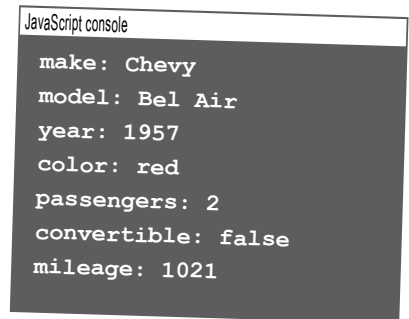 JavaScript console
make: Chevy
model: Bel Air
year: 1957
color: red
passengers: 2
convertible: false
mileage: 1021